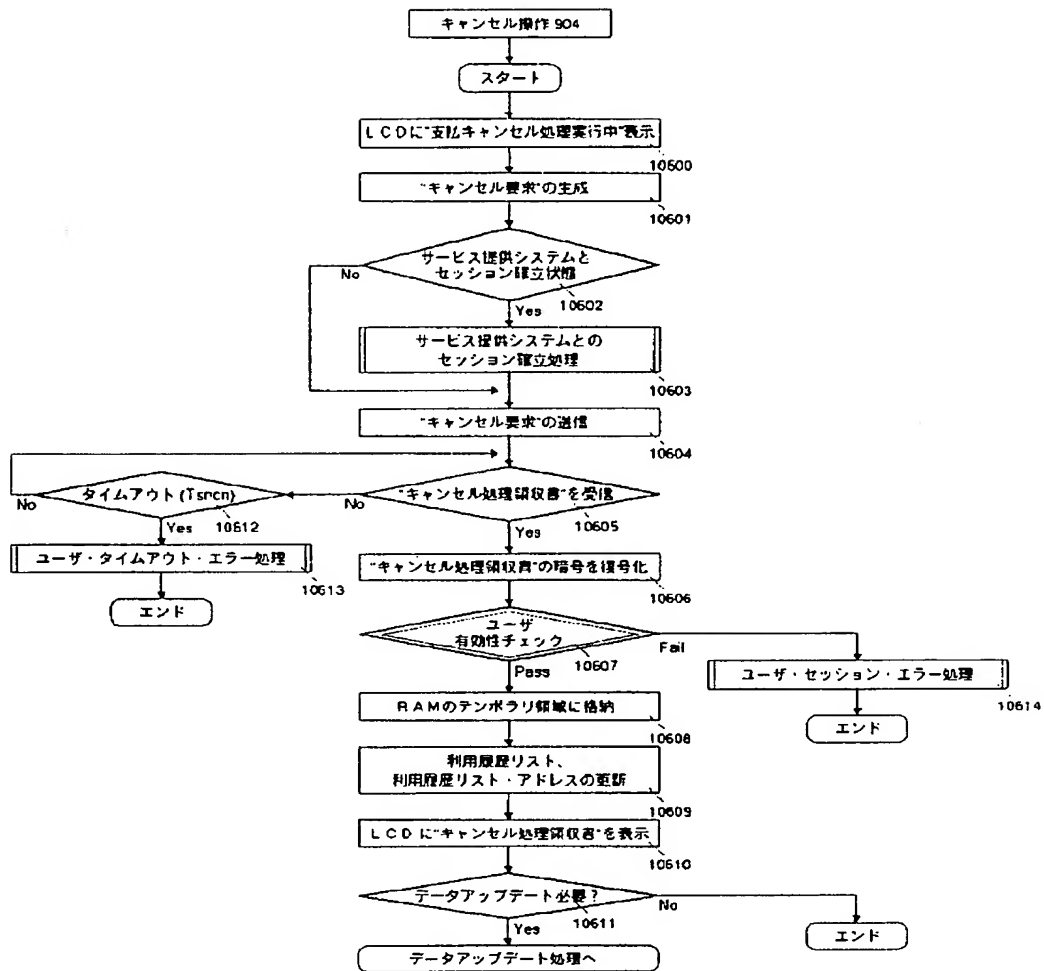 キャンセル操作 904
スタート
LCDに"支払キャンセル処理実行中"表示
10600
"キャンセル要求"の生成
10601
サービス提供システムと
セッション確立状態
No
10602
Yes
サービス提供システムとの
セッション確立処理
10603
"キャンセル要求"の送信
10604
タイムアウト(Tsrcn)
No
10612
No
"キャンセル処理領収書"を受信
10605
Yes
Yes
ユーザ・タイムアウト・エラー処理
10613
エンド
"キャンセル処理領収書"の暗号を復号化
10606
ユーザ
有効性チェック
10607
Fail
Pass
ユーザ・セッション・エラー処理
10614
エンド
RAMのテンポラリ領域に格納
10608
利用履歴リスト、
利用履歴リスト・アドレスの更新
10609
LCDに"キャンセル処理領収書"を表示
10610
データアップデート必要?
No
10611
Yes
エンド
データアップデート処理へ